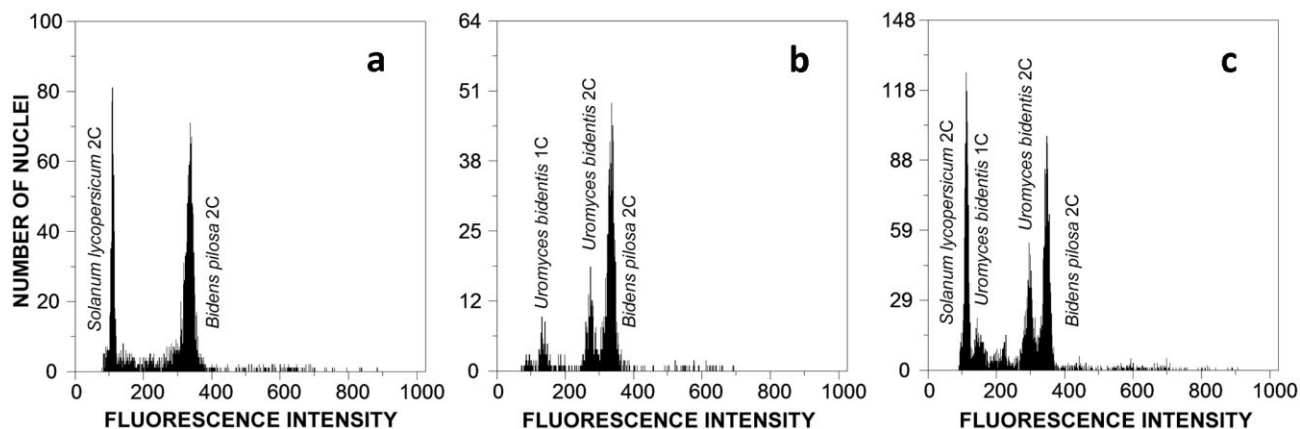 a
NUMBER OF NUCLEI
100
80
60
40
20
0
Solanum lycopersicum 2C
Bidens pilosa 2C
0 200 400 600 800 1000
FLUORESCENCE INTENSITY
b
64
51
38
25
12
0
Uromyces bidentis 1C
Uromyces bidentis 2C
Bidens pilosa 2C
0 200 400 600 800 1000
FLUORESCENCE INTENSITY
c
148
118
88
59
29
0
Solanum lycopersicum 2C
Uromyces bidentis 1C
Uromyces bidentis 2C
Bidens pilosa 2C
0 200 400 600 800 1000
FLUORESCENCE INTENSITY